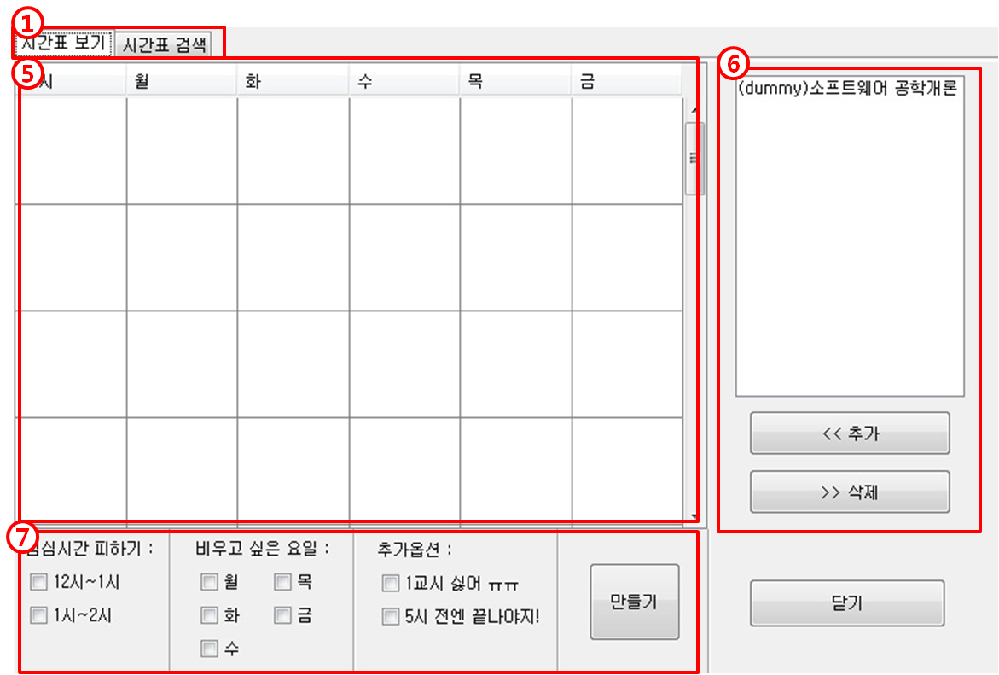 ①
시간표 보기 시간표 검색
⑤ 시 월 화 수 목 금
⑥
(dummy)소프트웨어 공학개론
<< 추가
>> 삭제
⑦
점심시간 피하기 : 비우고 싶은 요일 : 추가옵션 :
12시~1시 월 목 1교시 싫어 ㅠㅠ
1시~2시 화 금 5시 전엔 끝나야지!
수
만들기
닫기